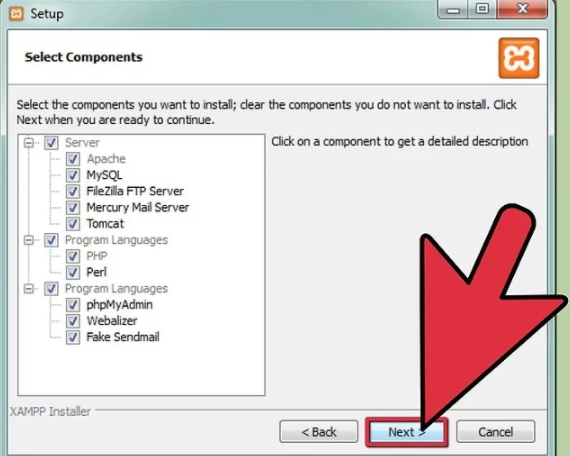 Setup
Select Components
Select the components you want to install; clear the components you do not want to install. Click
Next when you are ready to continue.
Server
Apache
MySQL
FileZilla FTP Server
Mercury Mail Server
Tomcat
Program Languages
PHP
Perl
Program Languages
phpMyAdmin
Webalizer
Fake Sendmail
Click on a component to get a detailed description
XAMPP Installer
< Back
Next >
Cancel